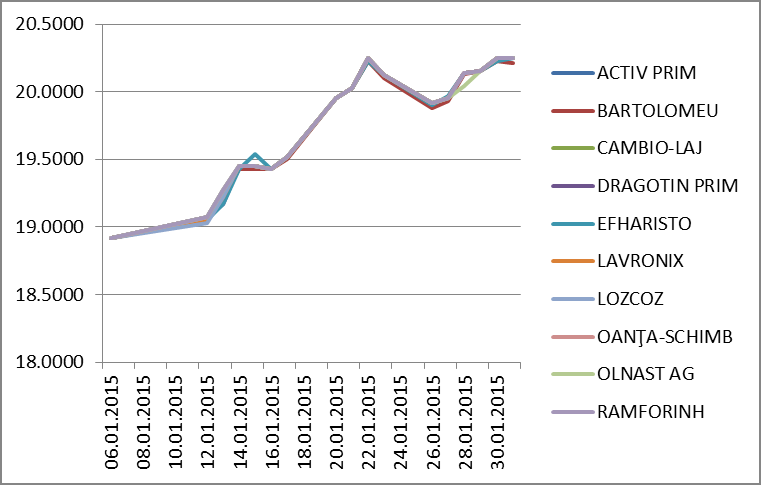 20.5000
20.0000
19.5000
19.0000
18.5000
18.0000
06.01.2015
08.01.2015
10.01.2015
12.01.2015
14.01.2015
16.01.2015
18.01.2015
20.01.2015
22.01.2015
24.01.2015
26.01.2015
28.01.2015
30.01.2015
ACTIV PRIM
BARTOLOMEU
CAMBIO-LAJ
DRAGOTIN PRIM
EFHARISTO
LAVRONIX
LOZCOZ
OANŢA-SCHIMB
OLNAST AG
RAMFORINH